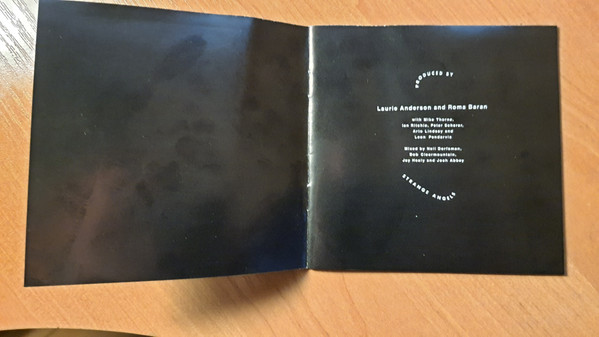 PRODUCED BY
Laurie Anderson and Roma Baran
with Mike Thorne,
Ian Ritchie, Peter Scherer,
Arto Lindsay and
Leon Pendarvis
Mixed by Neil Dorfsman,
Bob Clearmountain,
Jay Healy and Josh Abbey
STRANGE ANGELS